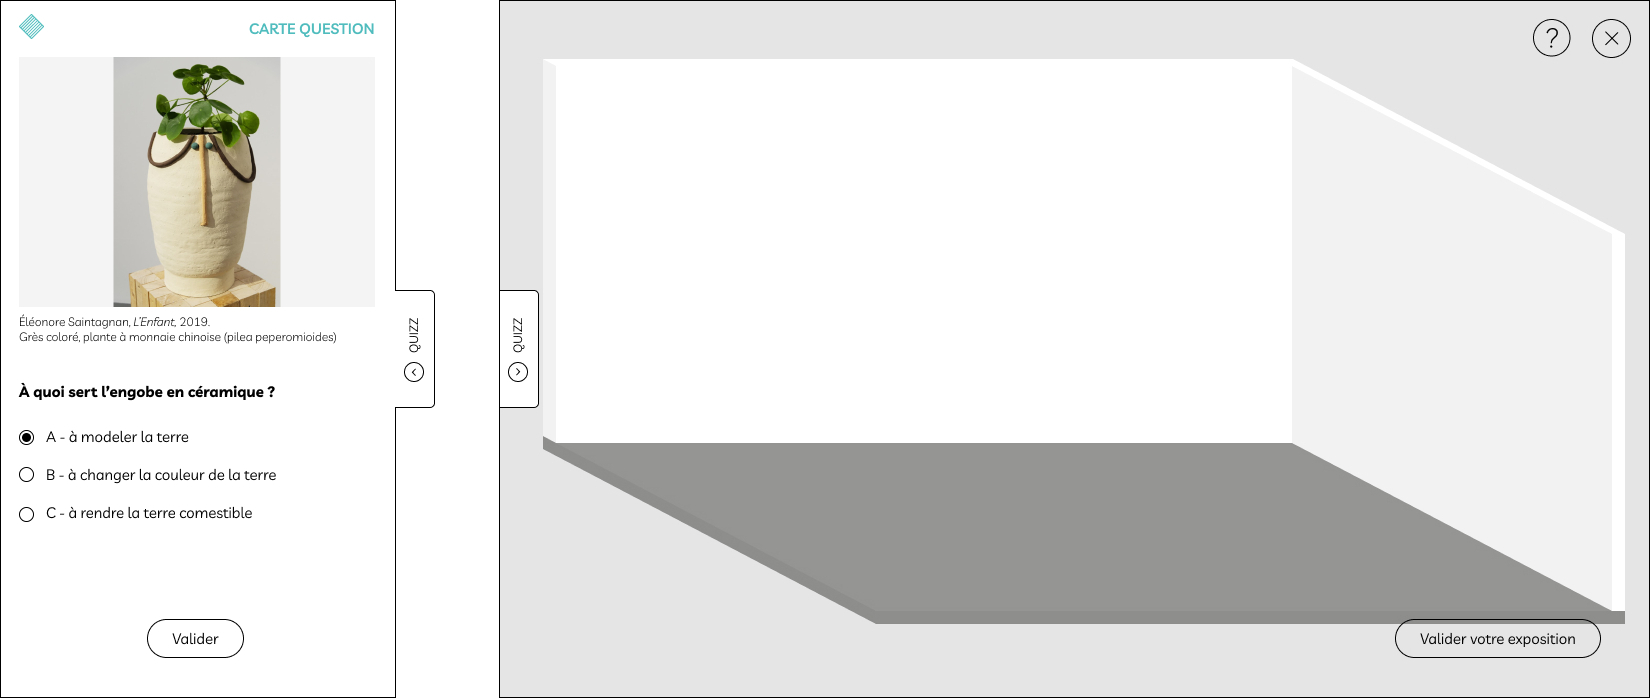 CARTE QUESTION
Éléonore Saintagnan, L'Enfant, 2019.
Grès coloré, plante à monnaie chinoise (pilea peperomioides)
À quoi sert l'engobe en céramique ?
A - à modeler la terre
B - à changer la couleur de la terre
C - à rendre la terre comestible
Valider
QUIZZ
QUIZZ
?
Valider votre exposition